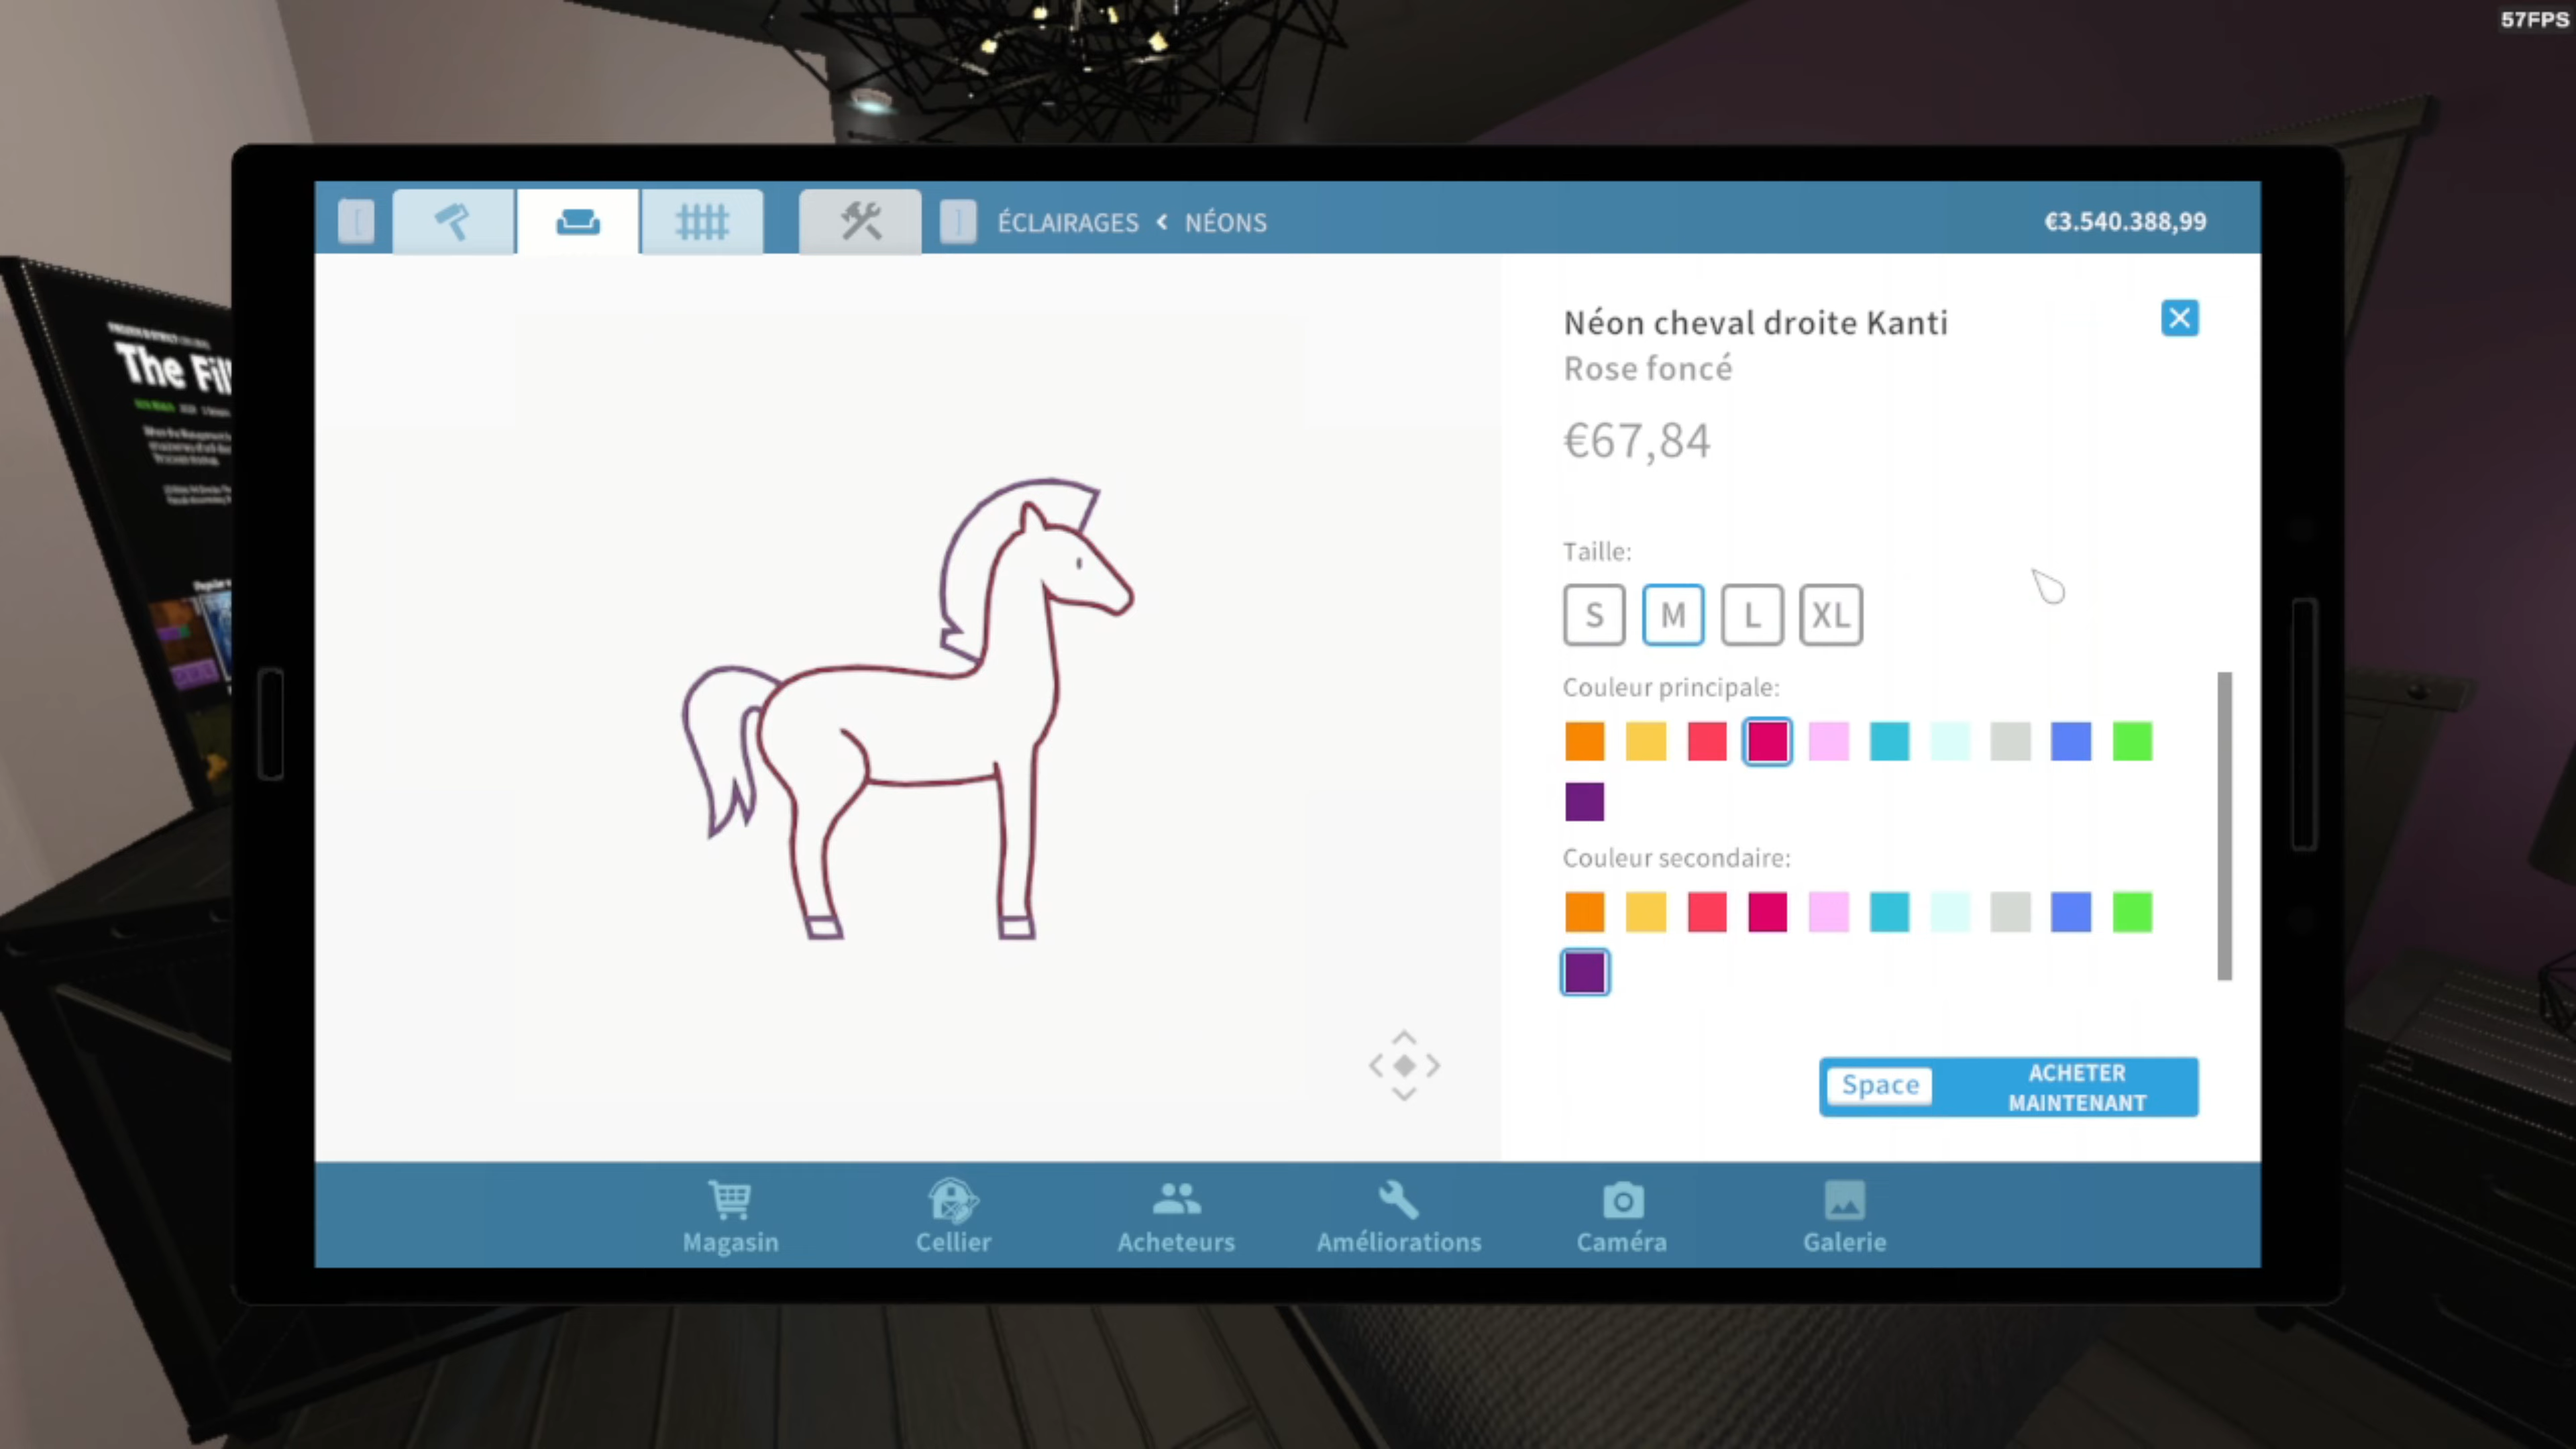 57FPS
[
]
ÉCLAIRAGES < NÉONS
€3.540.388,99
The Fil
Néon cheval droite Kanti
Rose foncé
€67,84
Taille:
S M L XL
Couleur principale:
Couleur secondaire:
Space
ACHETER
MAINTENANT
Magasin Cellier Acheteurs Améliorations Caméra Galerie